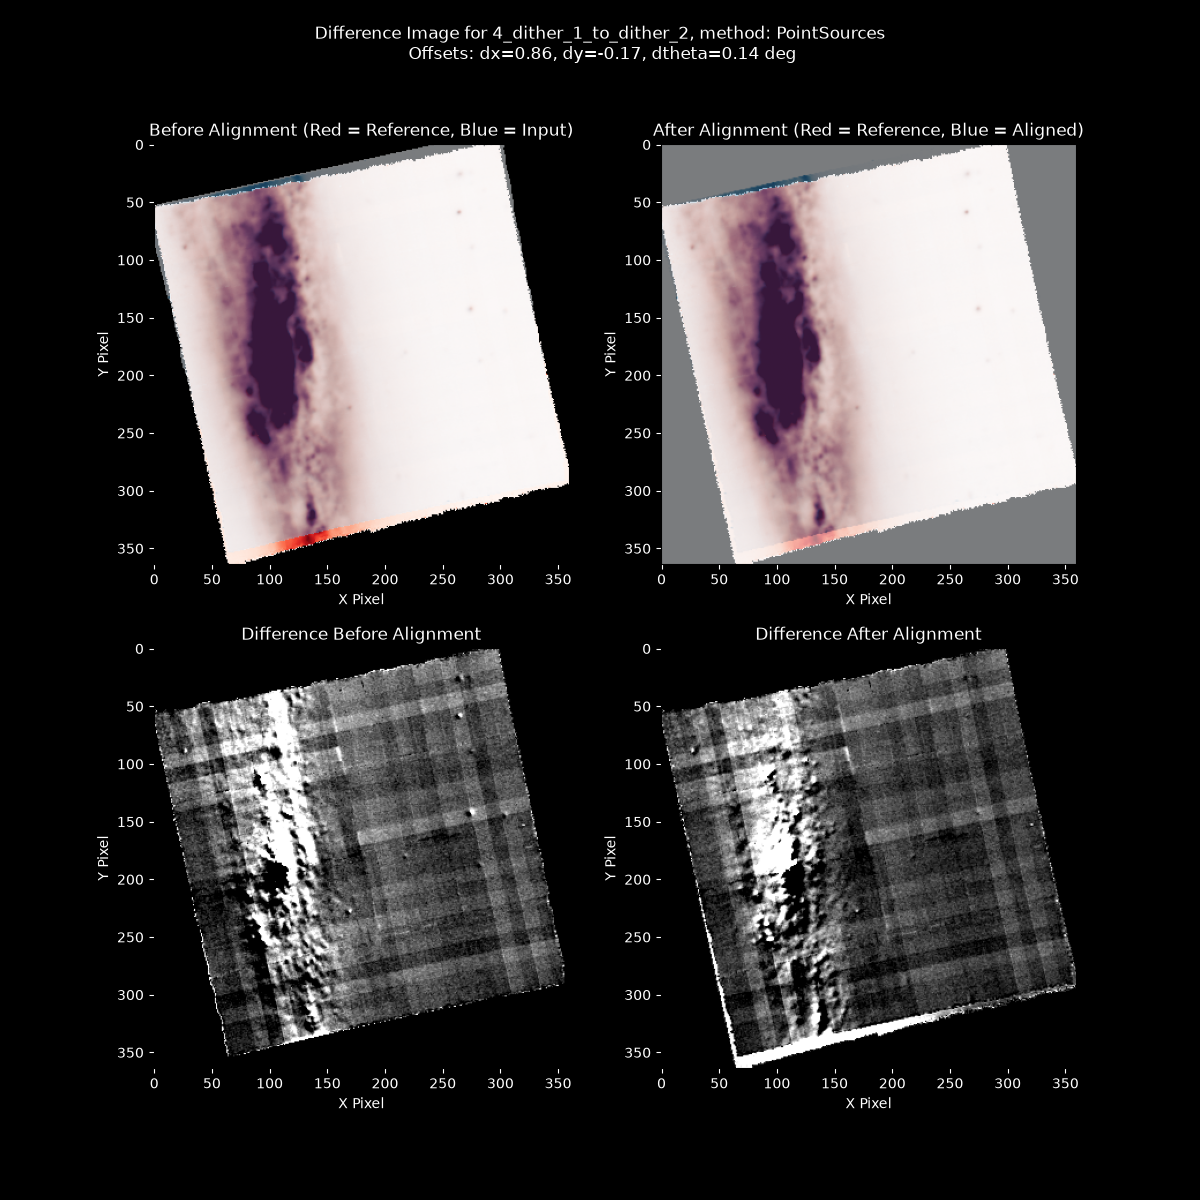 Difference Image for 4_dither_1_to_dither_2, method: PointSources
Offsets: dx=0.86, dy=-0.17, dtheta=0.14 deg
Before Alignment (Red = Reference, Blue = Input)
0
50
100
150
200
250
300
350
Y Pixel
0 50 100 150 200 250 300 350
X Pixel
After Alignment (Red = Reference, Blue = Aligned)
0
50
100
150
200
250
300
350
Y Pixel
0 50 100 150 200 250 300 350
X Pixel
Difference Before Alignment
0
50
100
150
200
250
300
350
Y Pixel
0 50 100 150 200 250 300 350
X Pixel
Difference After Alignment
0
50
100
150
200
250
300
350
Y Pixel
0 50 100 150 200 250 300 350
X Pixel